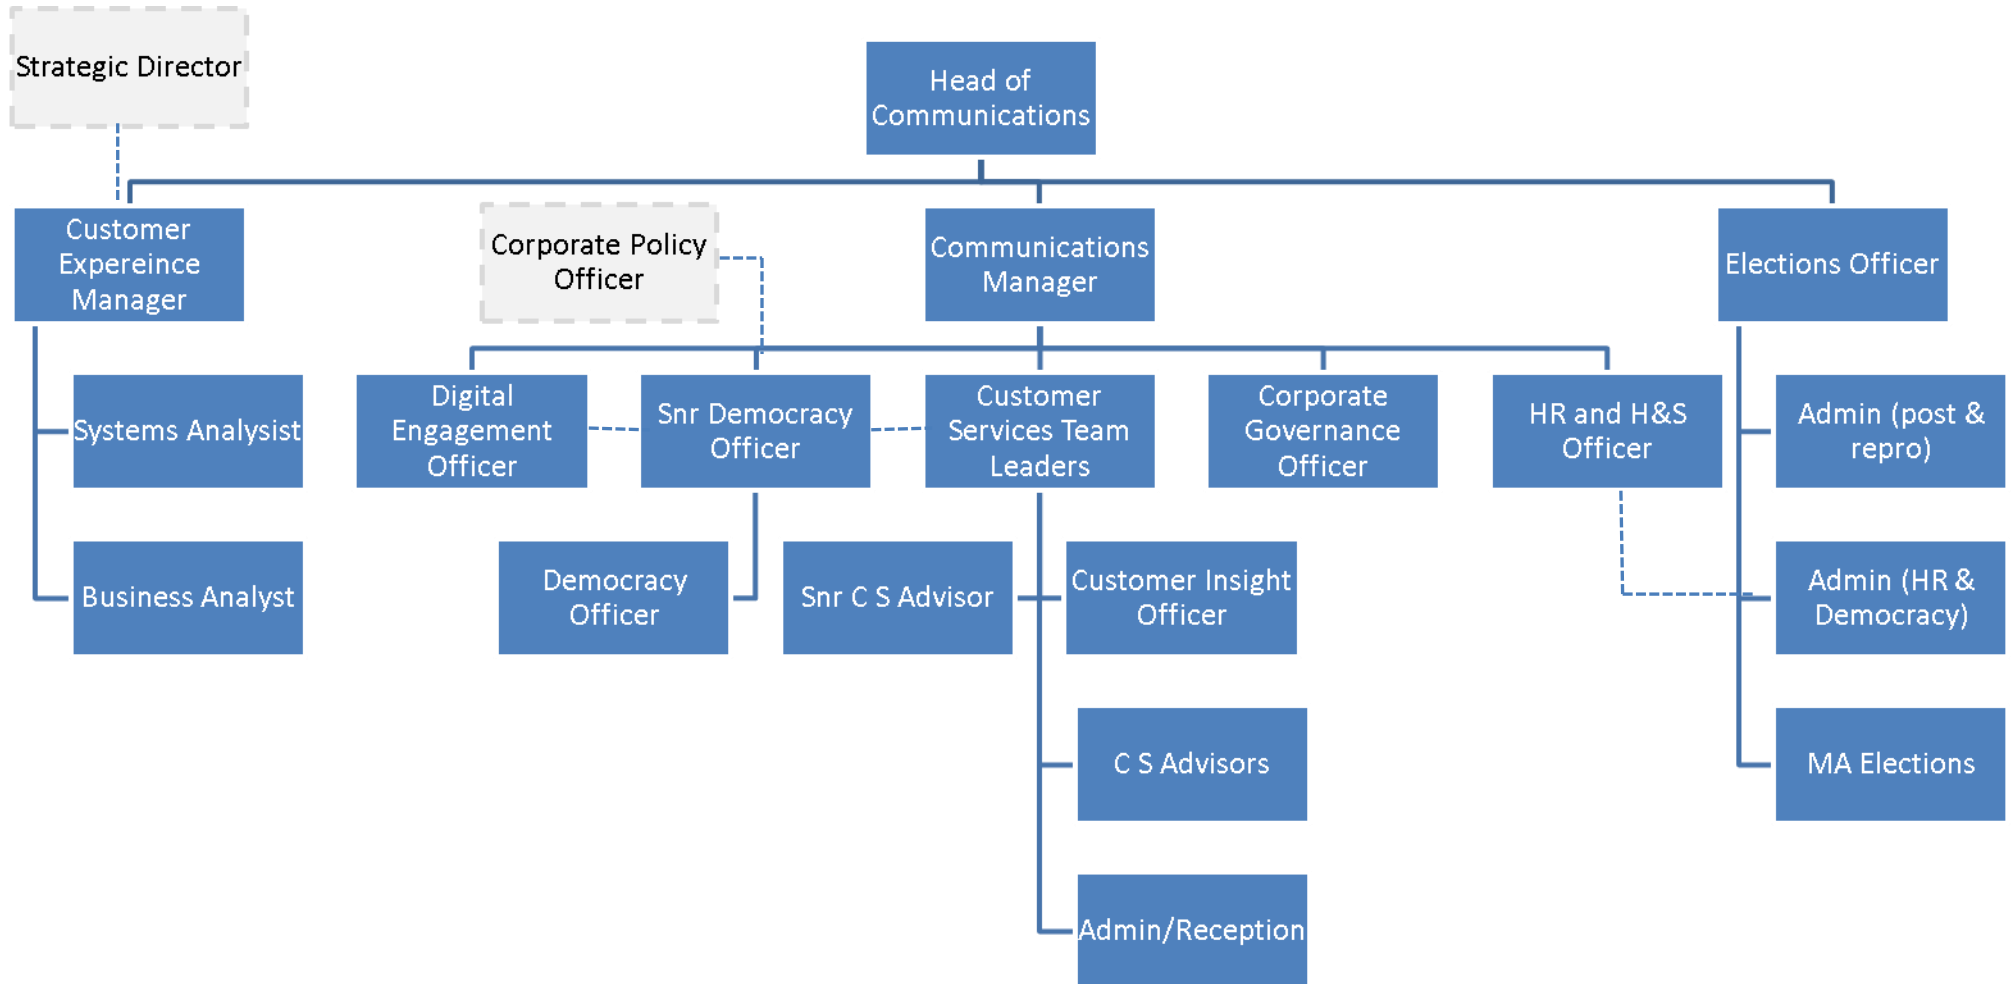 Strategic Director
Head of
Communications
Customer
Expereince
Manager
Corporate Policy
Officer
Communications
Manager
Elections Officer
Systems Analysist
Digital
Engagement
Officer
Snr Democracy
Officer
Customer
Services Team
Leaders
Corporate
Governance
Officer
HR and H&S
Officer
Admin (post &
repro)
Business Analyst
Democracy
Officer
Snr C S Advisor
Customer Insight
Officer
Admin (HR &
Democracy)
C S Advisors
MA Elections
Admin/Reception